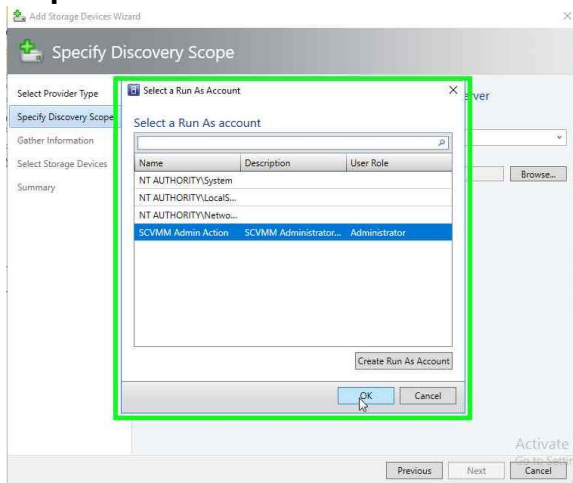 Add Storage Devices Wizard
Specify Discovery Scope
Select Provider Type
Specify Discovery Scope
Gather Information
Select Storage Devices
Summary
Select a Run As Account
Select a Run As account
Name Description User Role
NT AUTHORITY\System
NT AUTHORITY\LocalS...
NT AUTHORITY\Netwo...
SCVMM Admin Action SCVMM Administrator... Administrator
Create Run As Account
OK Cancel
Browse...
Activate
Previous Next Cancel